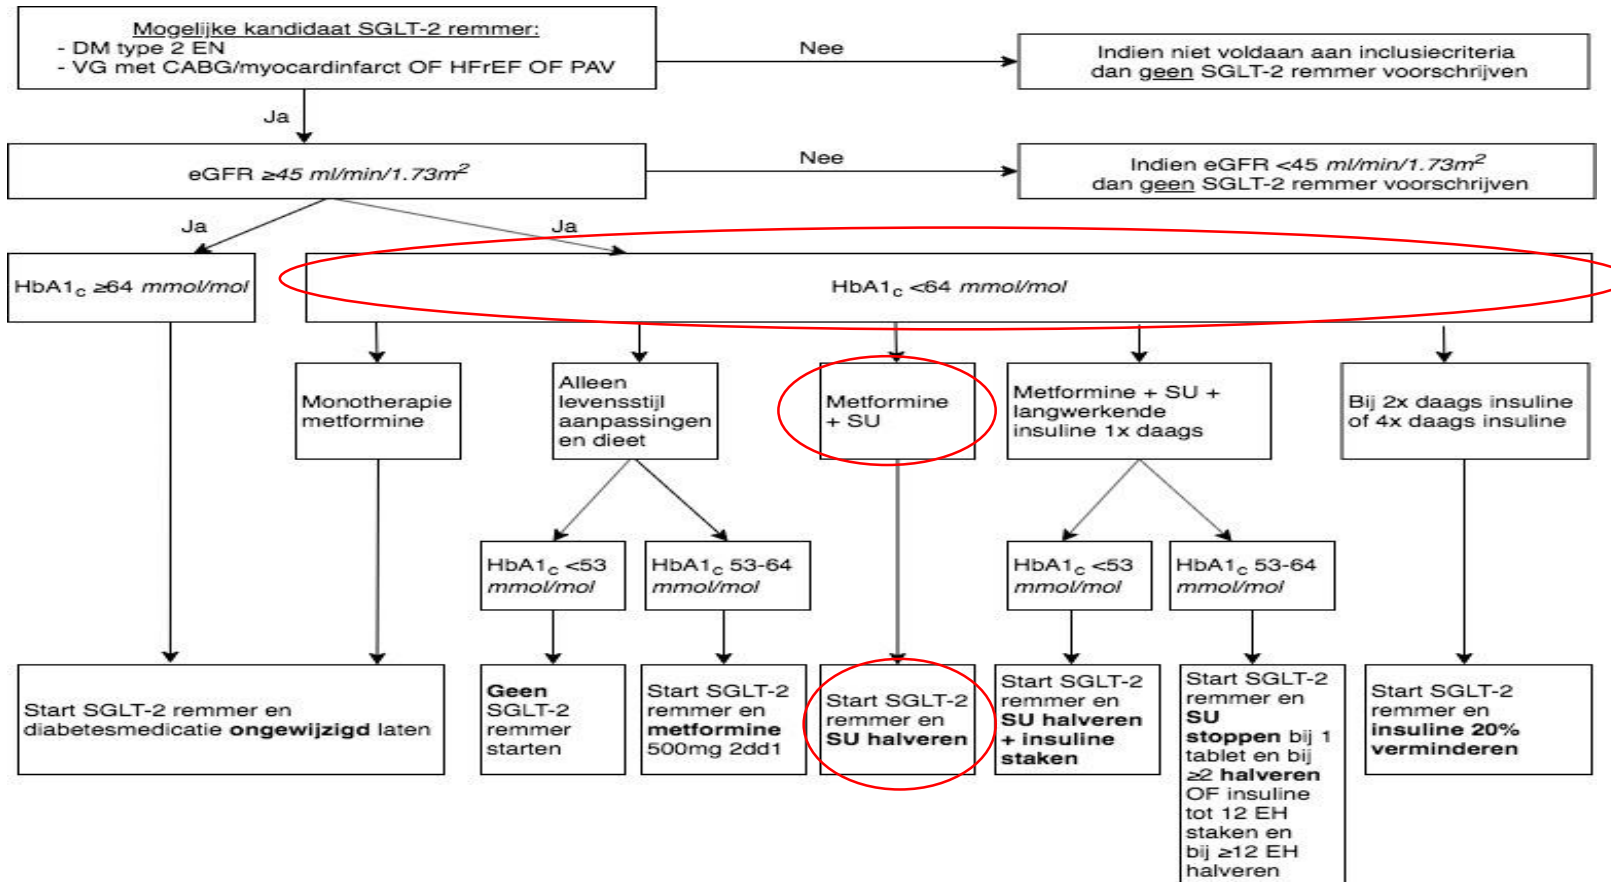 Mogelijke kandidaat SGLT-2 remmer:
- DM type 2 EN
- VG met CABG/myocardinfarct OF HFrEF OF PAV
Nee
Indien niet voldaan aan inclusiecriteria
dan geen SGLT-2 remmer voorschrijven
Ja
eGFR ≥45 ml/min/1.73m²
Nee
Indien eGFR <45 ml/min/1.73m²
dan geen SGLT-2 remmer voorschrijven
Ja
Ja
HbA1c ≥64 mmol/mol
HbA1c <64 mmol/mol
Monotherapie
metformine
Alleen
levensstijl
aanpassingen
en dieet
Metformine
+ SU
Metformine + SU +
langwerkende
insuline 1x daags
Bij 2x daags insuline
of 4x daags insuline
HbA1c <53
mmol/mol
HbA1c 53-64
mmol/mol
HbA1c <53
mmol/mol
HbA1c 53-64
mmol/mol
Start SGLT-2 remmer en
diabetesmedicatie ongewijzigd laten
Geen
SGLT-2
remmer
starten
Start SGLT-2
remmer en
metformine
500mg 2dd1
Start SGLT-2
remmer en
SU halveren
Start SGLT-2
remmer en
SU halveren
+ insuline
staken
Start SGLT-2
remmer en
SU
stoppen bij 1
tablet en bij
≥2 halveren
OF insuline
tot 12 EH
staken en
bij ≥12 EH
halveren
Start SGLT-2
remmer en
insuline 20%
verminderen